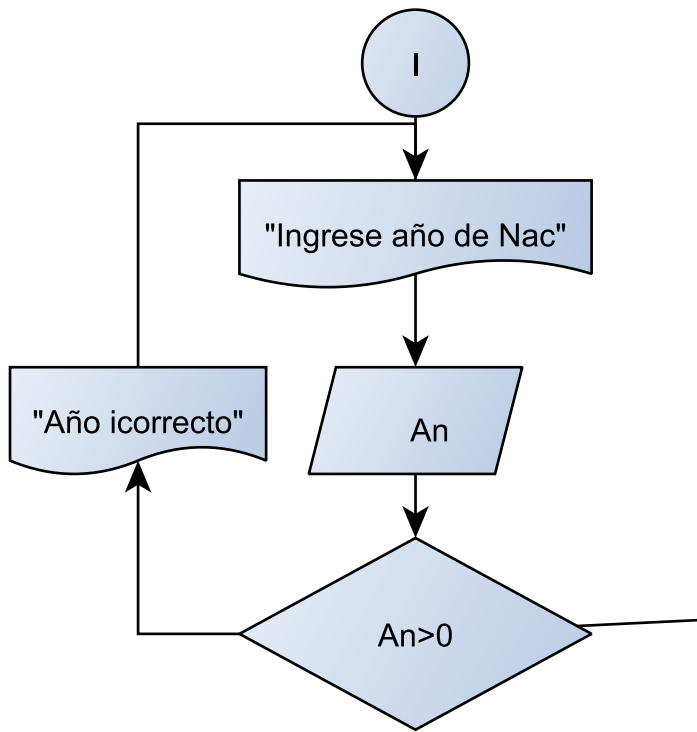 I
"Ingrese año de Nac"
"Año icorrecto"
An
An>0